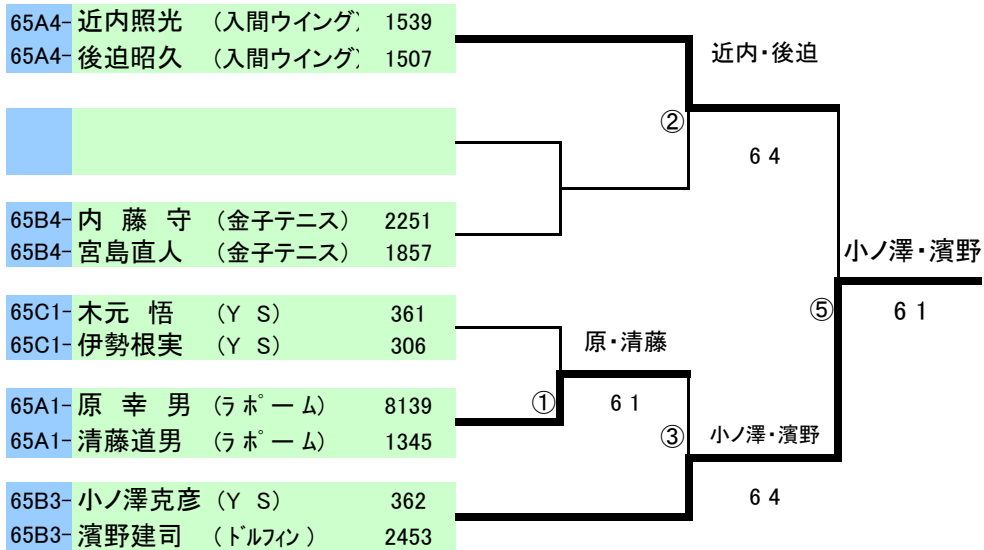 65A4- 近内照光 (入間ウイング) 1539
65A4- 後迫昭久 (入間ウイング) 1507
近内・後迫
②
6 4
65B4- 内 藤 守 (金子テニス) 2251
65B4- 宮島直人 (金子テニス) 1857
小ノ澤・濱野
65C1- 木元 悟 (Y S) 361
⑤ 6 1
65C1- 伊勢根実 (Y S) 306
原・清藤
65A1- 原 幸 男 (ラポーム) 8139
① 6 1
65A1- 清藤道男 (ラポーム) 1345
③ 小ノ澤・濱野
65B3- 小ノ澤克彦 (Y S) 362
6 4
65B3- 濱野建司 (ドルフィン) 2453